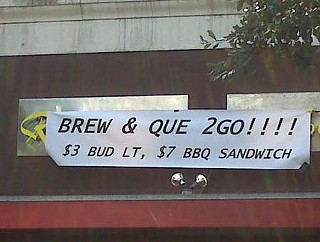 BREW & QUE 2GO!!!!
$3 BUD LT, $7 BBQ SANDWICH